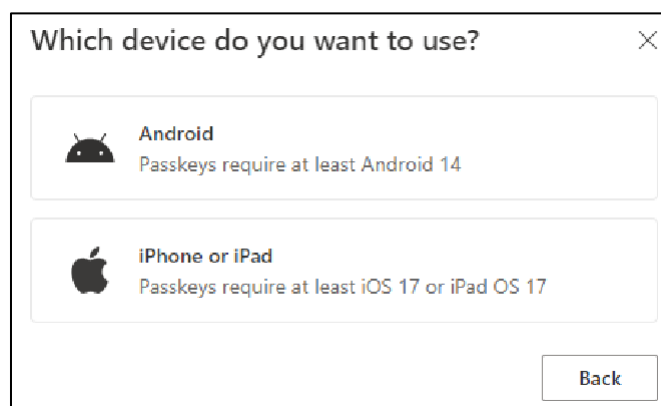 Which device do you want to use?
Android
Passkeys require at least Android 14
iPhone or iPad
Passkeys require at least iOS 17 or iPad OS 17
Back